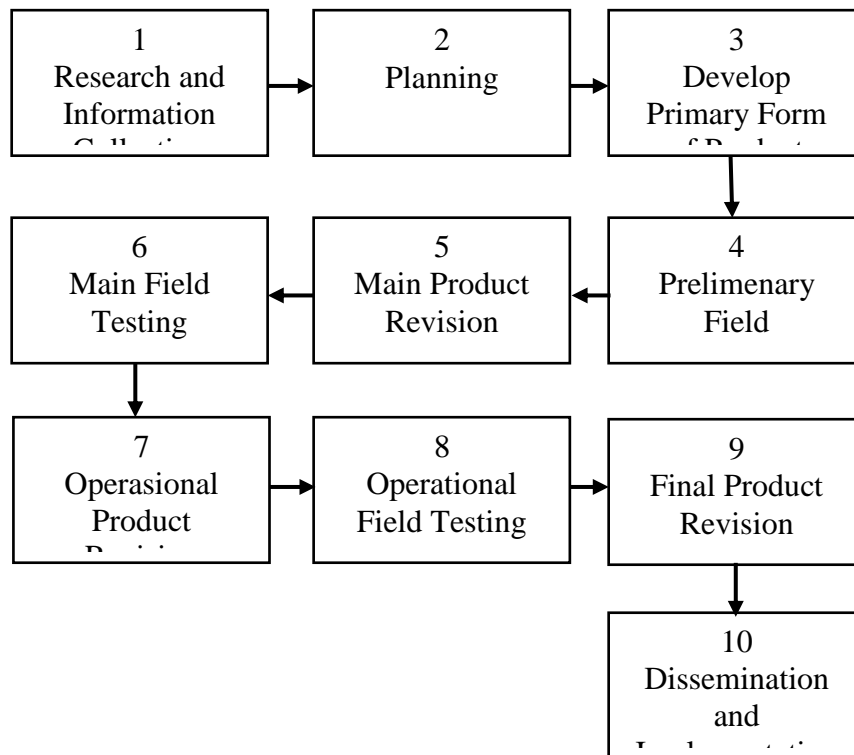 1
Research and
Information
2
Planning
3
Develop
Primary Form
4
Prelimenary
Field
5
Main Product
Revision
6
Main Field
Testing
7
Operasional
Product
8
Operational
Field Testing
9
Final Product
Revision
10
Dissemination
and